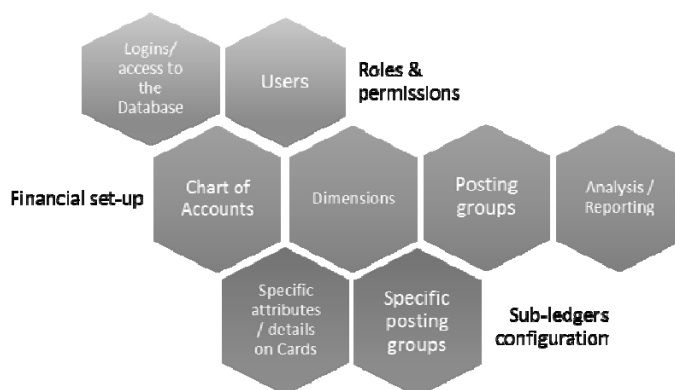 Logins/
access to
the
Database
Users
Roles &
permissions
Financial set-up
Chart of
Accounts
Dimensions
Posting
groups
Analysis /
Reporting
Specific
attributes
/ details
on Cards
Specific
posting
groups
Sub-ledgers
configuration